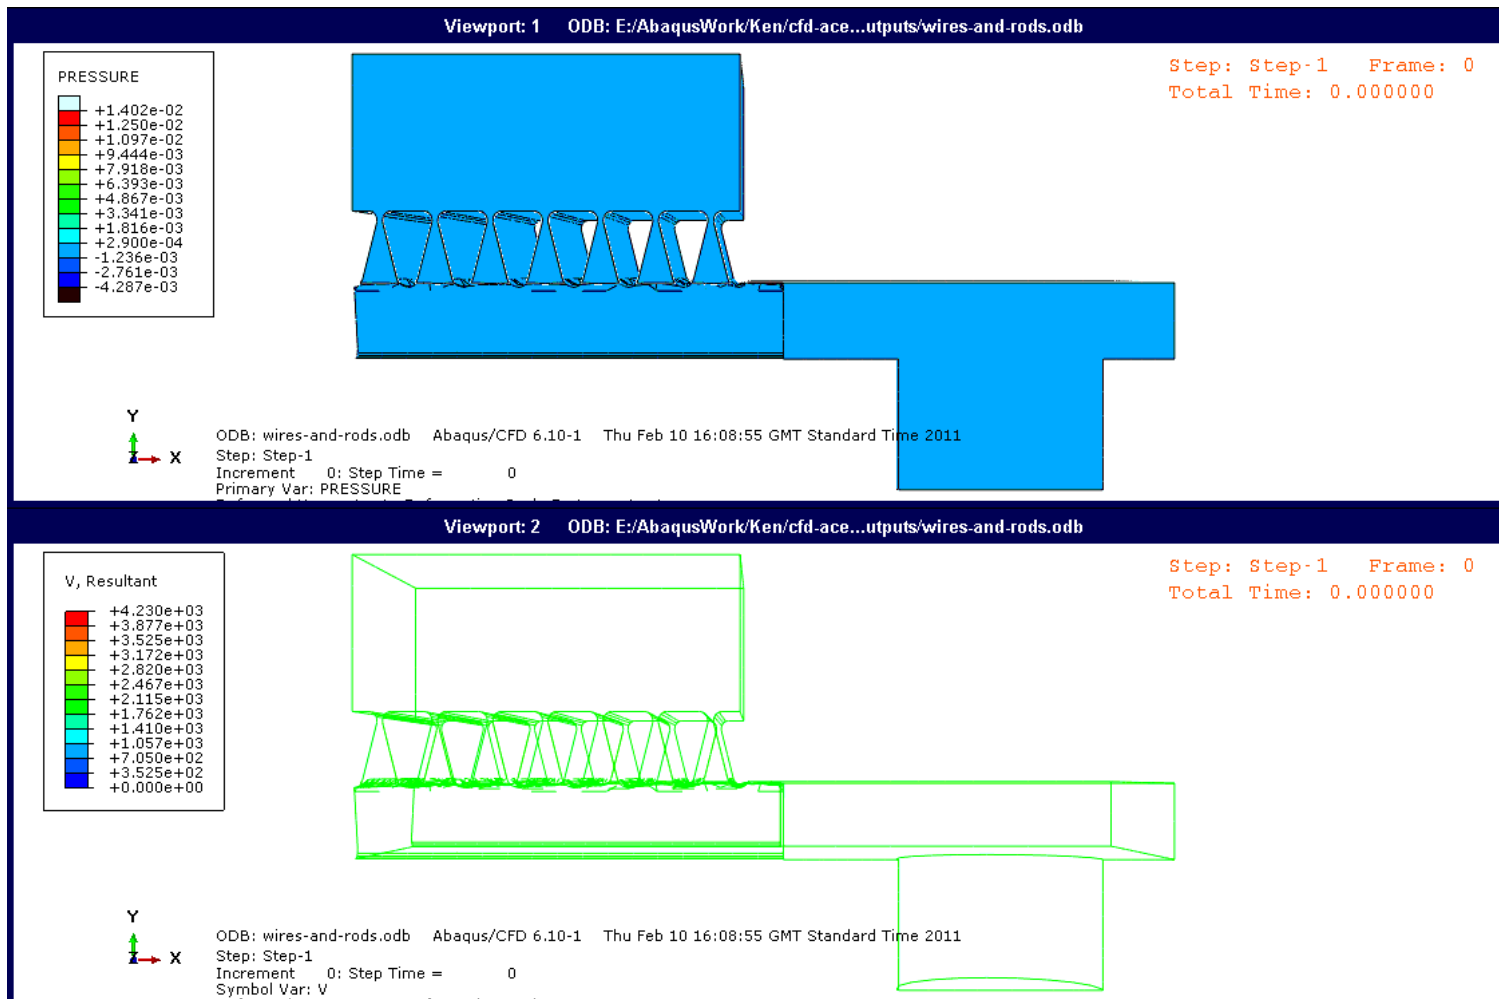 Viewport: 1 ODB: E:/AbaqusWork/Ken/cfd-ace...utputs/wires-and-rods.odb
PRESSURE
+1.402e-02
+1.250e-02
+1.097e-02
+9.444e-03
+7.918e-03
+6.393e-03
+4.867e-03
+3.341e-03
+1.816e-03
+2.900e-04
-1.236e-03
-2.761e-03
-4.287e-03
Step: Step-1 Frame: 0
Total Time: 0.000000
Y
Z X
ODB: wires-and-rods.odb Abaqus/CFD 6.10-1 Thu Feb 10 16:08:55 GMT Standard Time 2011
Step: Step-1
Increment 0: Step Time = 0
Primary Var: PRESSURE
Viewport: 2 ODB: E:/AbaqusWork/Ken/cfd-ace...utputs/wires-and-rods.odb
V, Resultant
+4.230e+03
+3.877e+03
+3.525e+03
+3.172e+03
+2.820e+03
+2.467e+03
+2.115e+03
+1.762e+03
+1.410e+03
+1.057e+03
+7.050e+02
+3.525e+02
+0.000e+00
Step: Step-1 Frame: 0
Total Time: 0.000000
Y
Z X
ODB: wires-and-rods.odb Abaqus/CFD 6.10-1 Thu Feb 10 16:08:55 GMT Standard Time 2011
Step: Step-1
Increment 0: Step Time = 0
Symbol Var: V